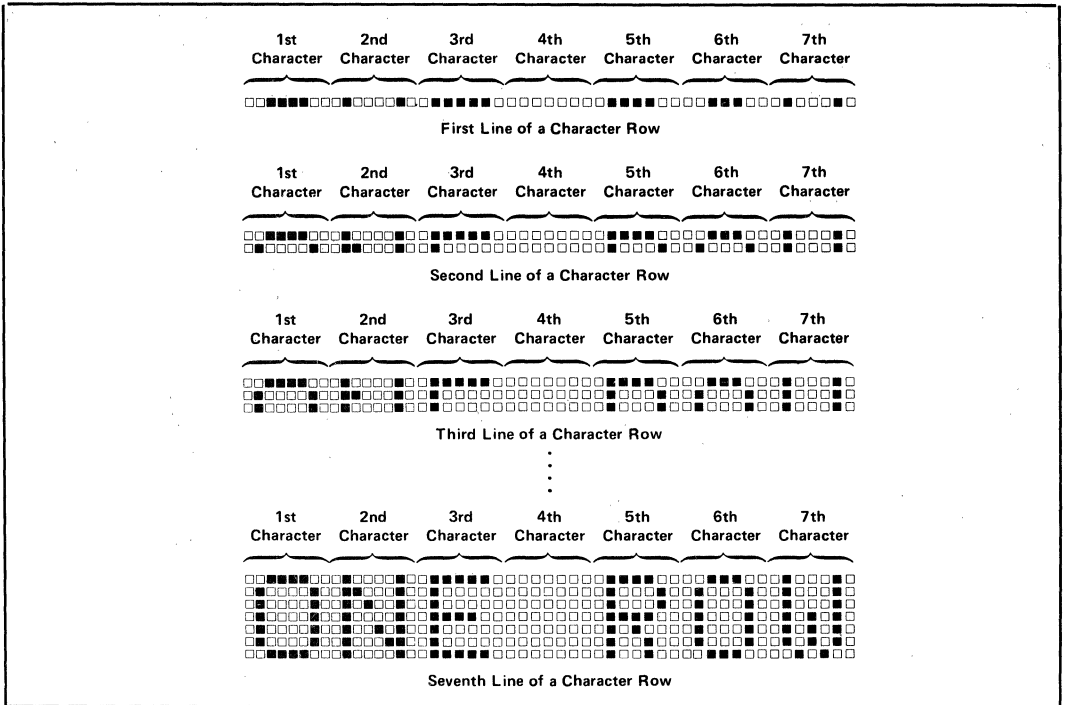 1st 2nd 3rd 4th 5th 6th 7th
Character Character Character Character Character Character Character
First Line of a Character Row
1st 2nd 3rd 4th 5th 6th 7th
Character Character Character Character Character Character Character
Second Line of a Character Row
1st 2nd 3rd 4th 5th 6th 7th
Character Character Character Character Character Character Character
Third Line of a Character Row
1st 2nd 3rd 4th 5th 6th 7th
Character Character Character Character Character Character Character
ONE ROW
Seventh Line of a Character Row